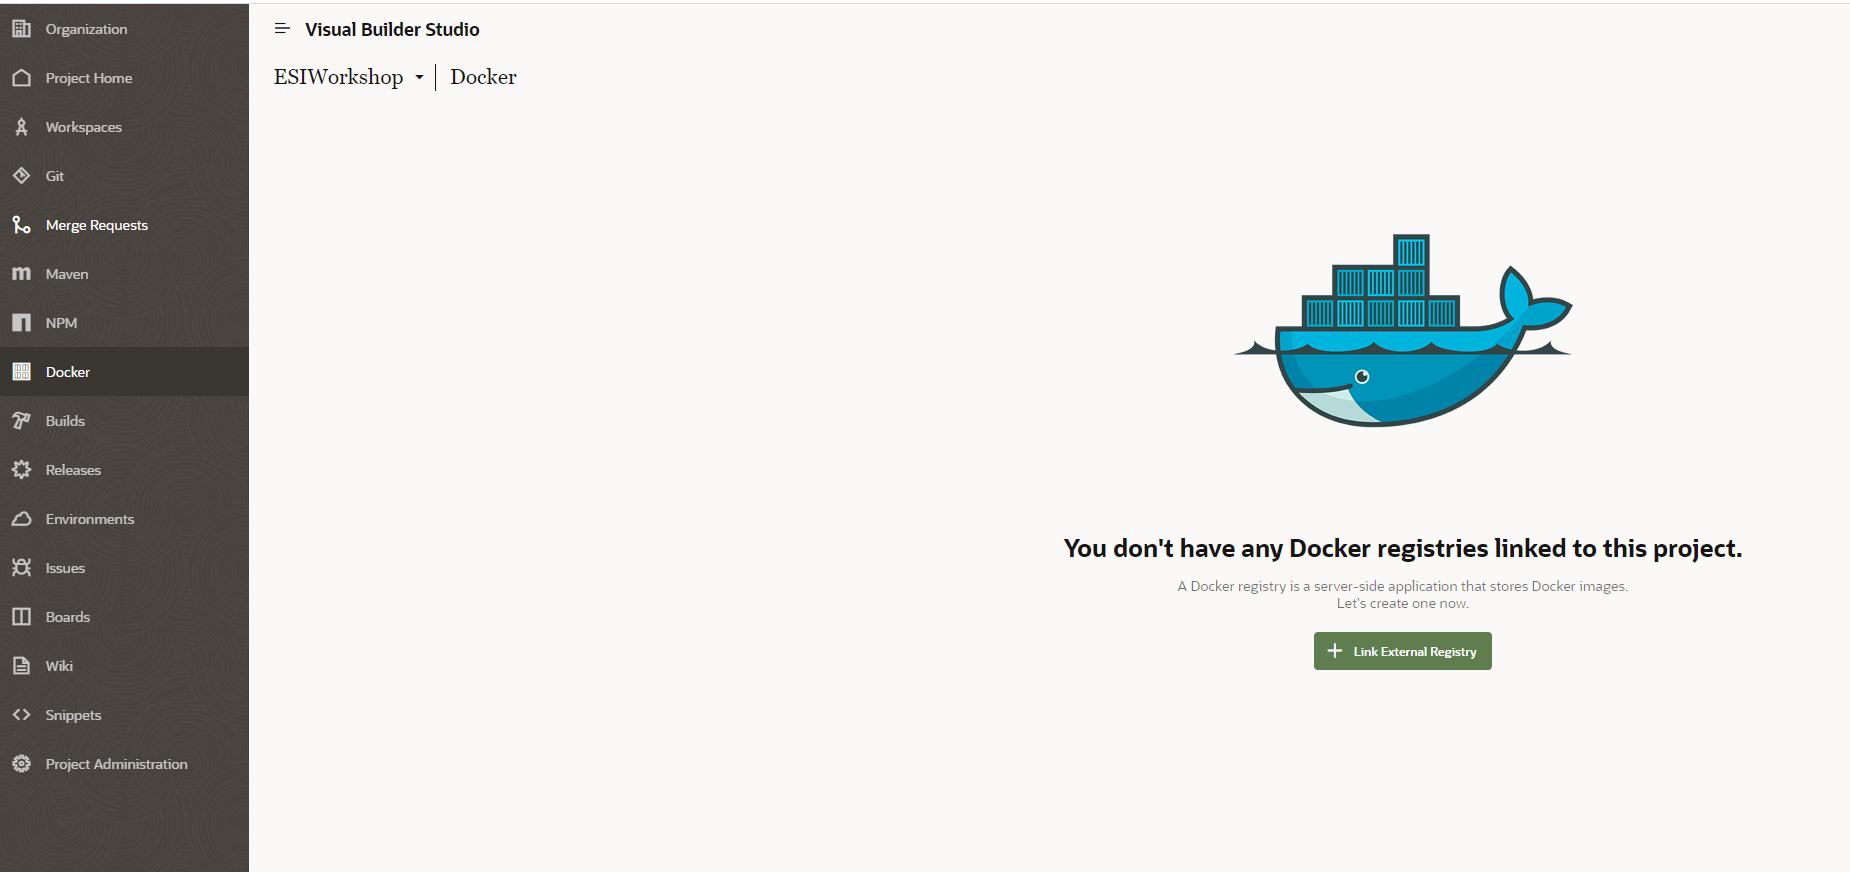 Organization
Project Home
Workspaces
Git
Merge Requests
Maven
NPM
Docker
Builds
Releases
Environments
Issues
Boards
Wiki
Snippets
Project Administration
Visual Builder Studio
ESIWorkshop
Docker
You don't have any Docker registries linked to this project.
A Docker registry is a server-side application that stores Docker images.
Let's create one now.
Link External Registry